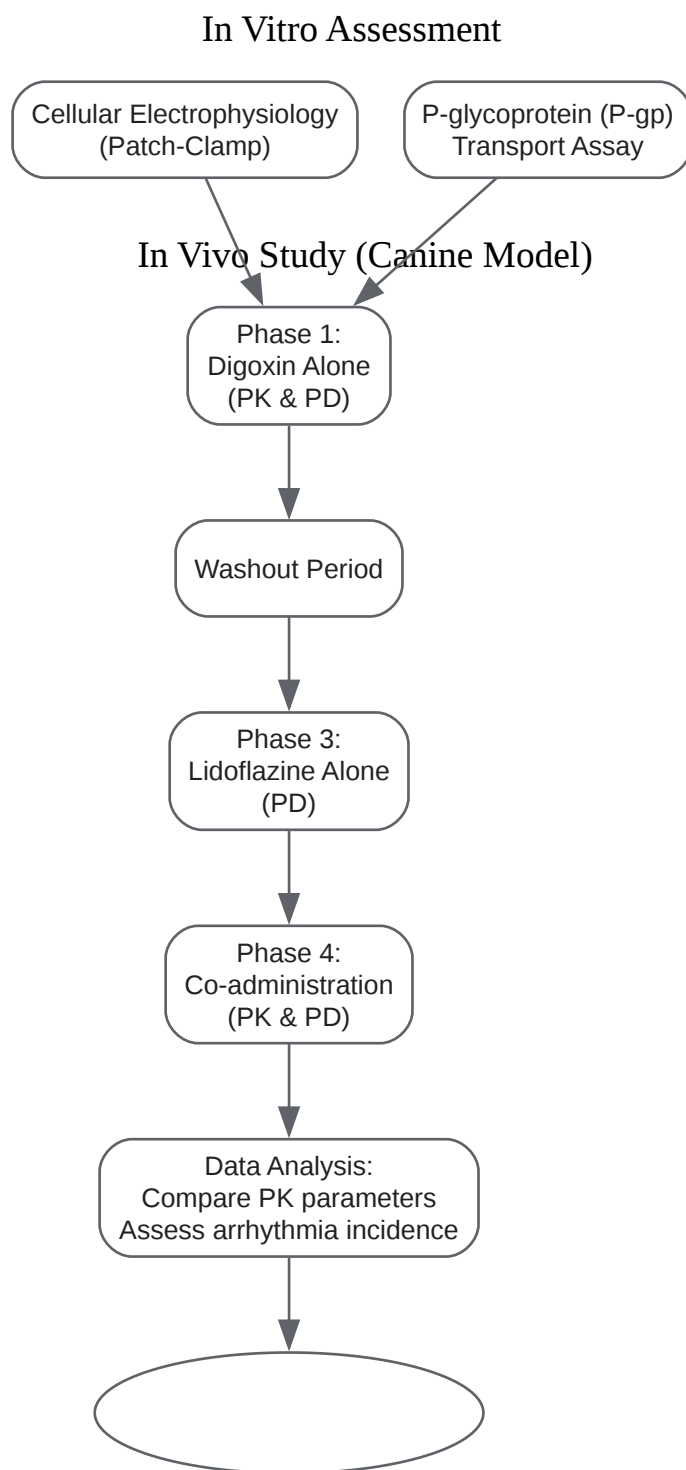 In Vitro Assessment
Cellular Electrophysiology
(Patch-Clamp)
P-glycoprotein (P-gp)
Transport Assay
In Vivo Study (Canine Model)
Phase 1:
Digoxin Alone
(PK & PD)
Washout Period
Phase 3:
Lidoflazine Alone
(PD)
Phase 4:
Co-administration
(PK & PD)
Data Analysis:
Compare PK parameters
Assess arrhythmia incidence